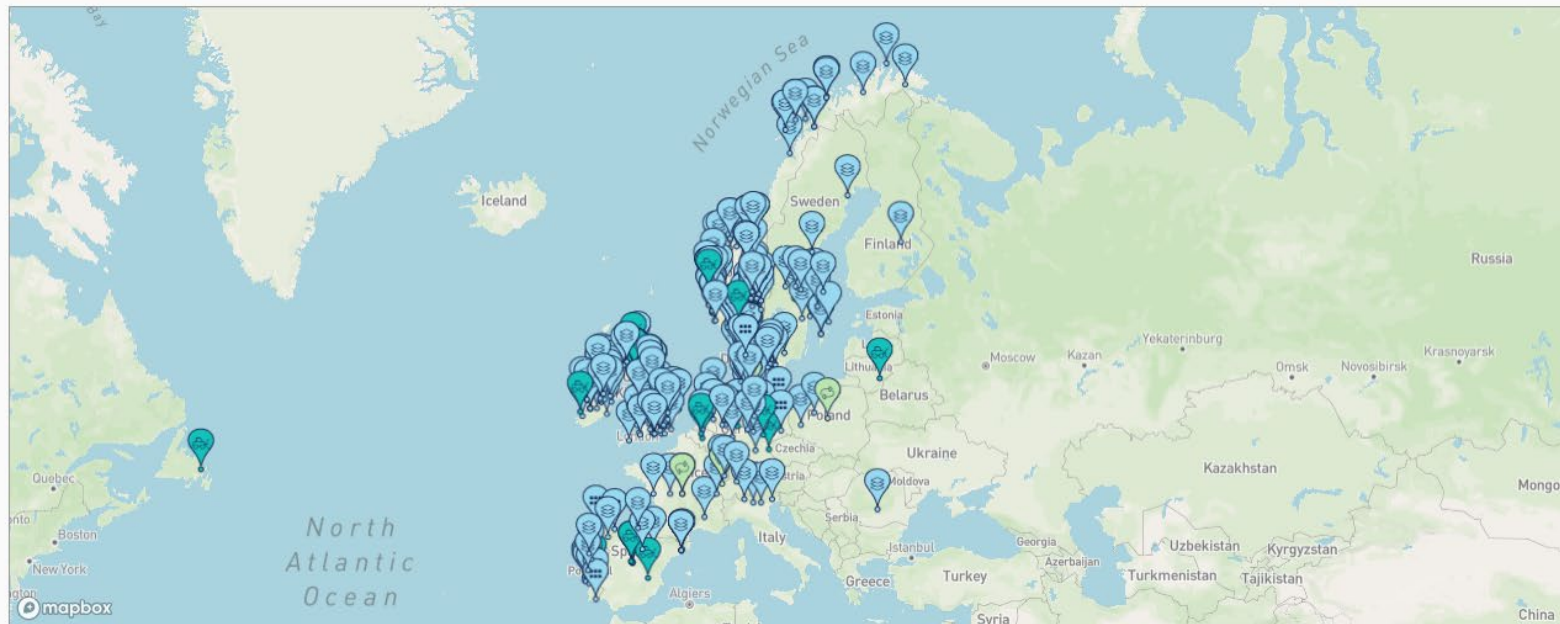 Bay
Norwegian Sea
Iceland
Sweden
Finland
Russia
Estonia
Lithuania
Moscow
Kazan
Yekaterinburg
Omsk
Novosibirsk
Krasnoyarsk
Belarus
Poland
Czechia
Ukraine
Kazakhstan
Mongo
Quebec
Moldova
Serbia
Boston
New York
North
Atlantic
Ocean
Italy
Istanbul
Georgia
Azerbaijan
Uzbekistan
Kyrgyzstan
Greece
Turkey
Turkmenistan
Tajikistan
Algiers
Syria
China
mapbox